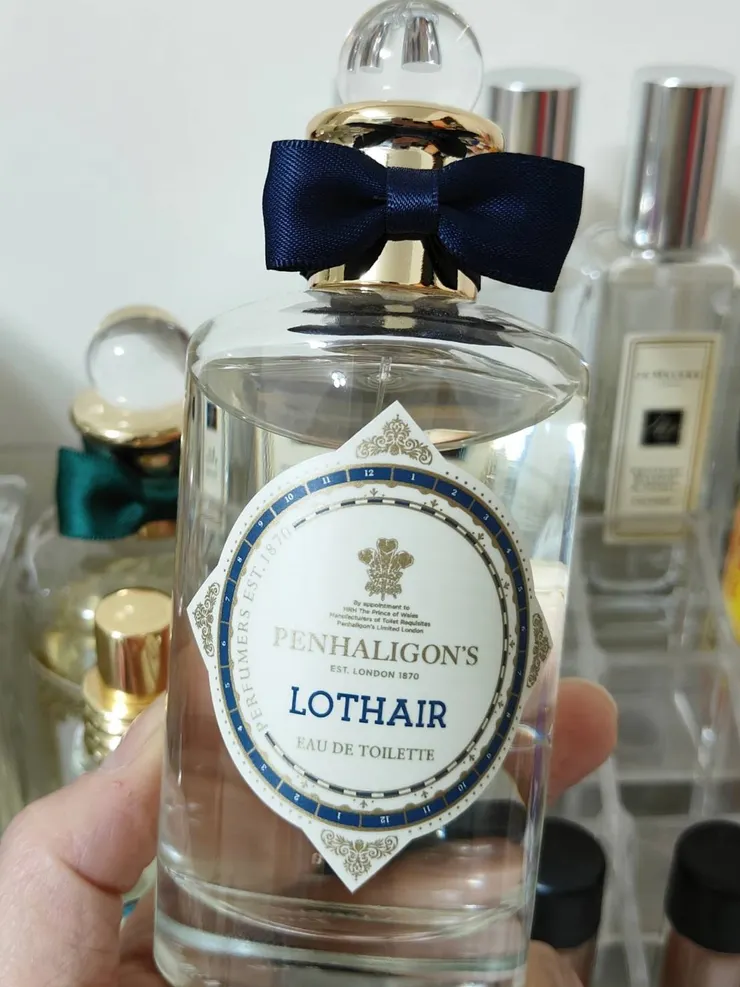 PERFUMERS EST. 1870
By appointment to
HRH The Prince of Wales
Manufacturers of Toilet Requisites
Penhaligon's Limited London
PENHALIGON'S
EST. LONDON 1870
LOTHAIR
EAU DE TOILETTE